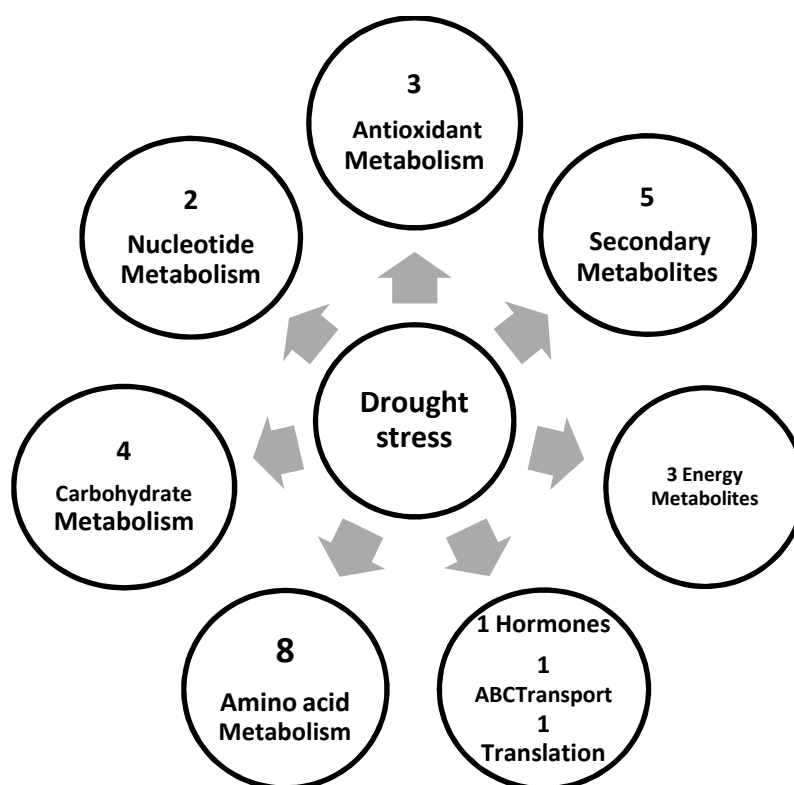 3
Antioxidant
Metabolism
2
Nucleotide
Metabolism
5
Secondary
Metabolites
Drought
stress
4
Carbohydrate
Metabolism
3 Energy
Metabolites
8
Amino acid
Metabolism
1 Hormones
1
ABCTransport
1
Translation